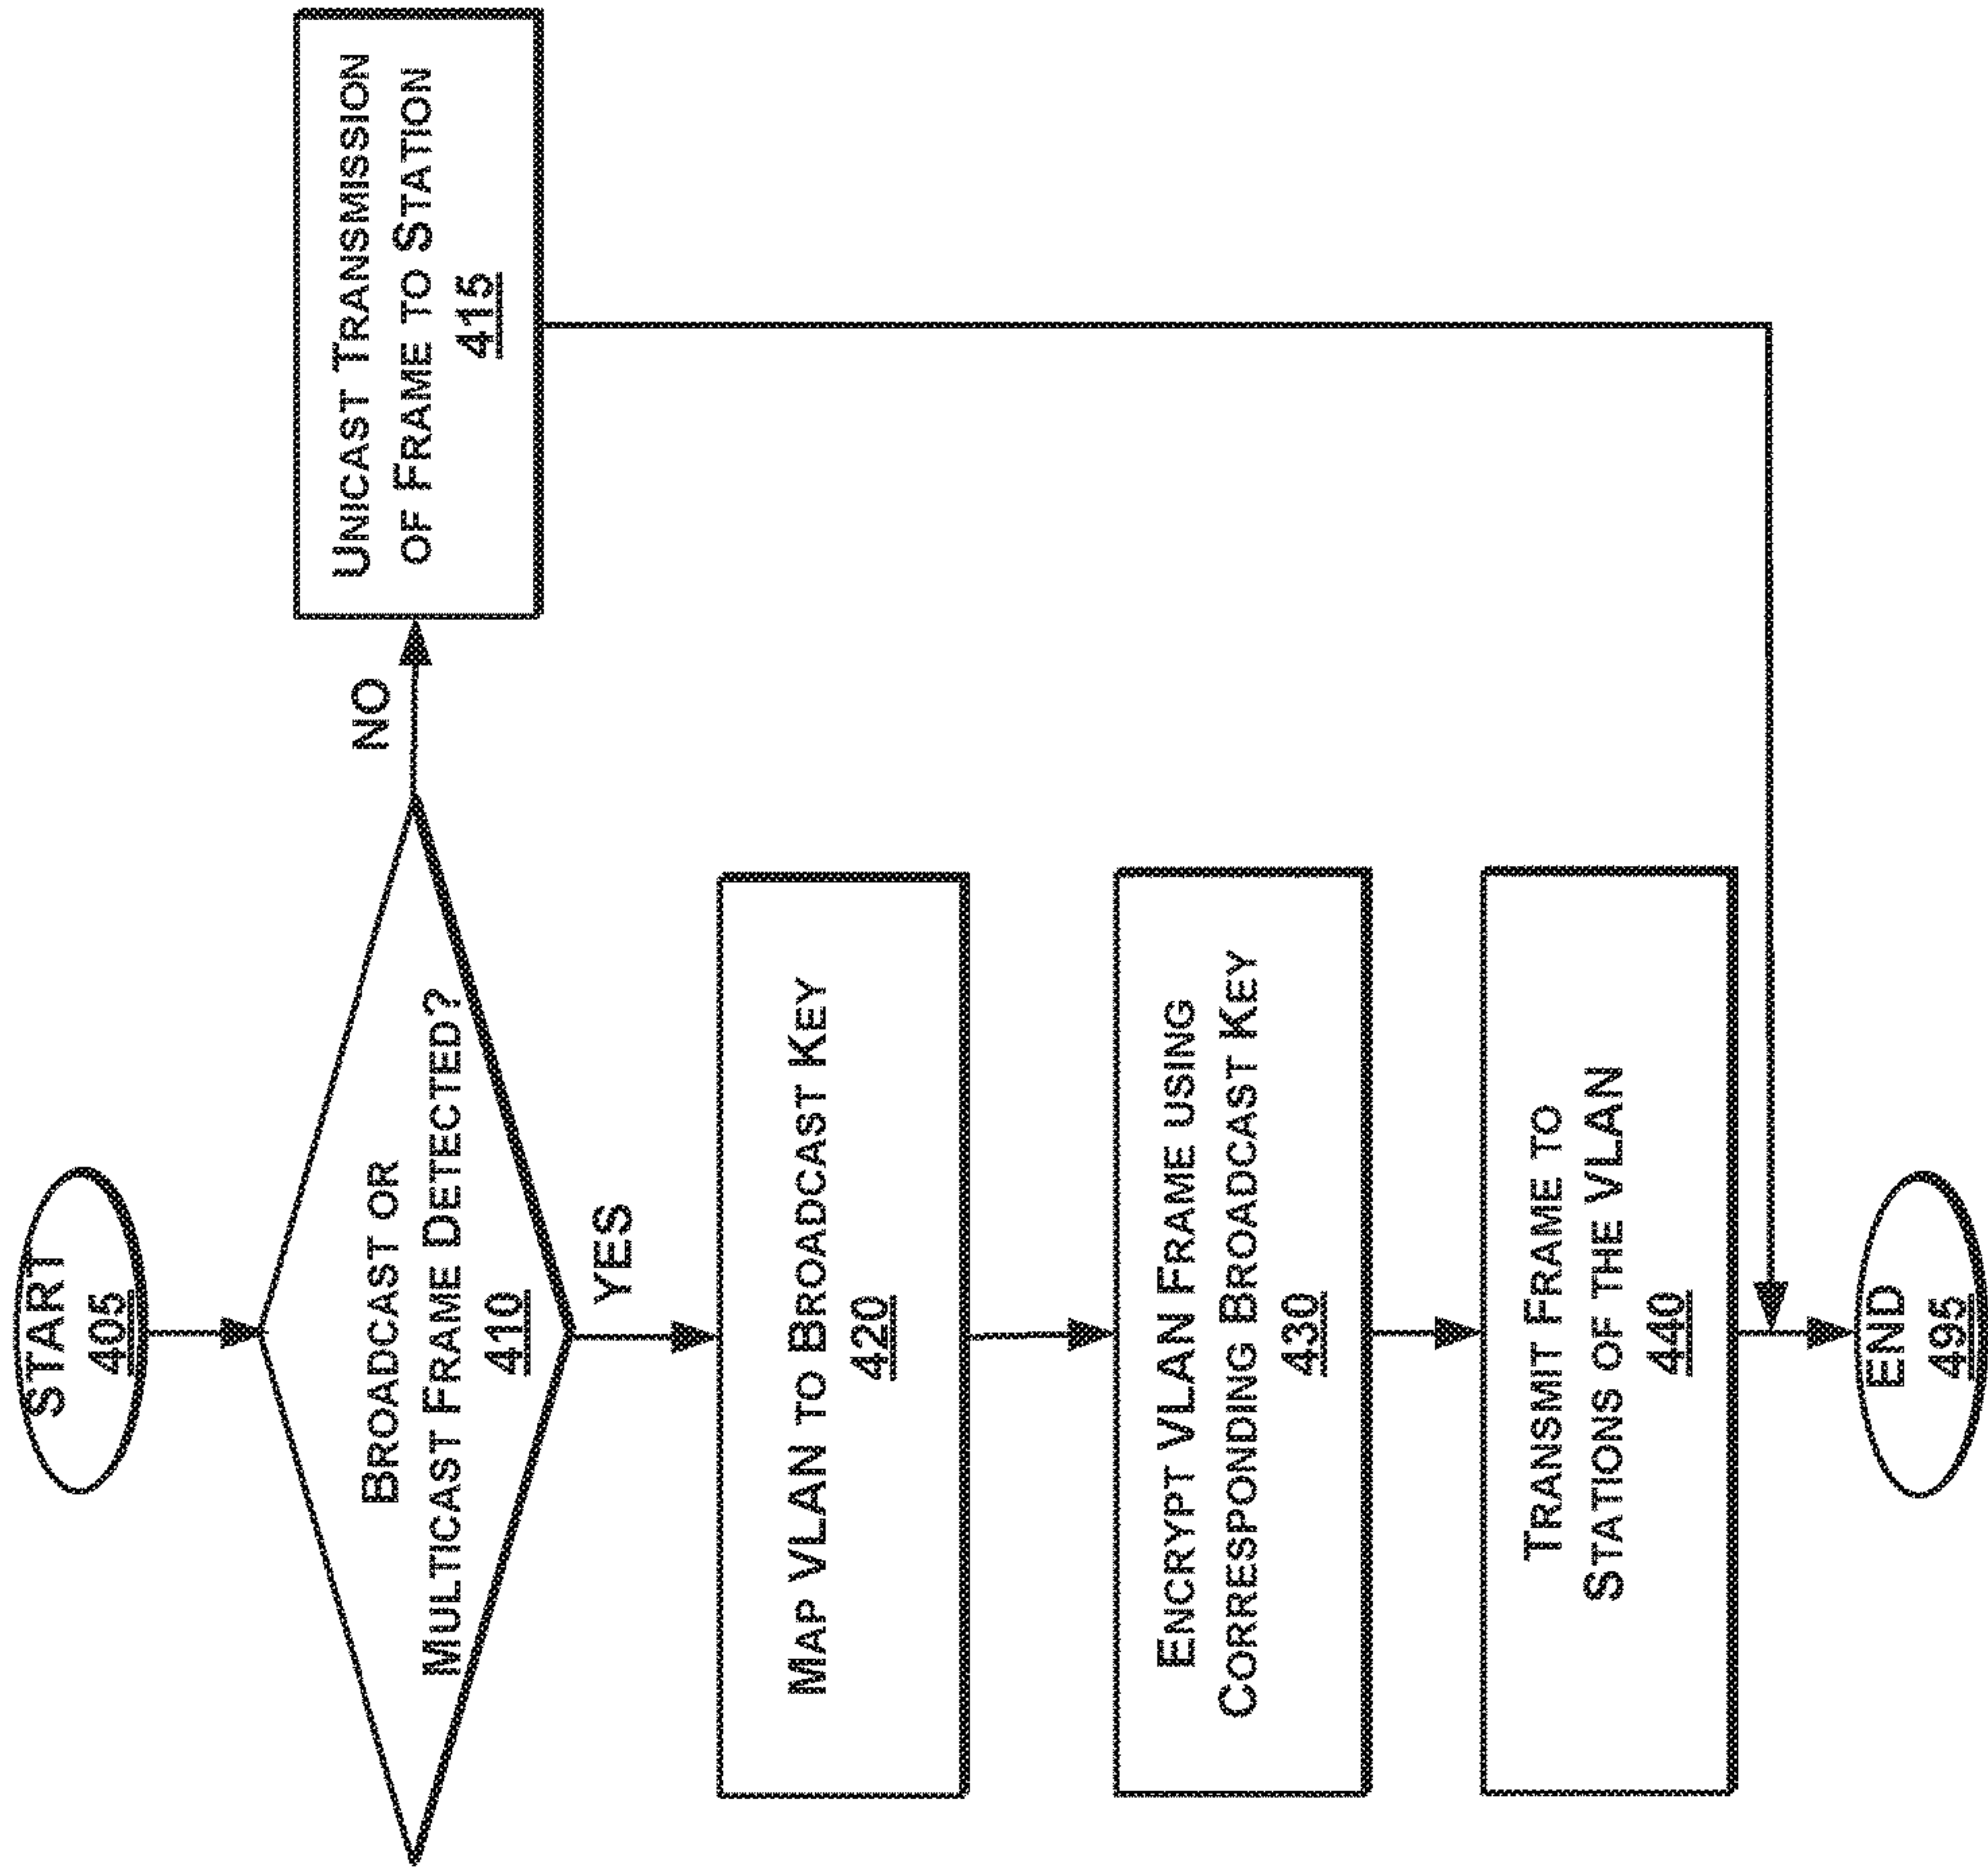 START
405
BROADCAST OR
MULTICAST FRAME DETECTED?
410
NO
UNICAST TRANSMISSION
OF FRAME TO STATION
415
YES
MAP VLAN TO BROADCAST KEY
420
ENCRYPT VLAN FRAME USING
CORRESPONDING BROADCAST KEY
430
TRANSMIT FRAME TO
STATIONS OF THE VLAN
440
END
495